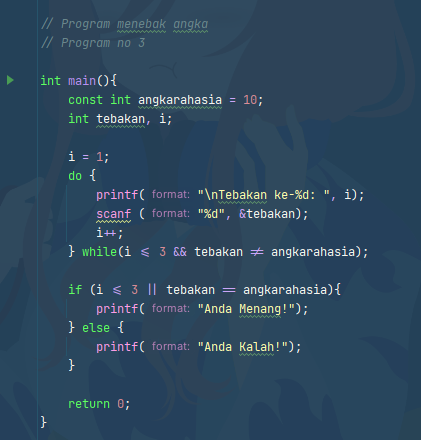 // Program menebak angka
// Program no 3
int main(){
const int angkarahasia = 10;
int tebakan, i;
i = 1;
do {
printf( format: "\nTebakan ke-%d: ", i);
scanf ( format: "%d", &tebakan);
i++;
} while(i ≤ 3 && tebakan ≠ angkarahasia);
if (i ≤ 3 || tebakan == angkarahasia){
printf( format: "Anda Menang!");
} else {
printf( format: "Anda Kalah!");
}
return 0;
}